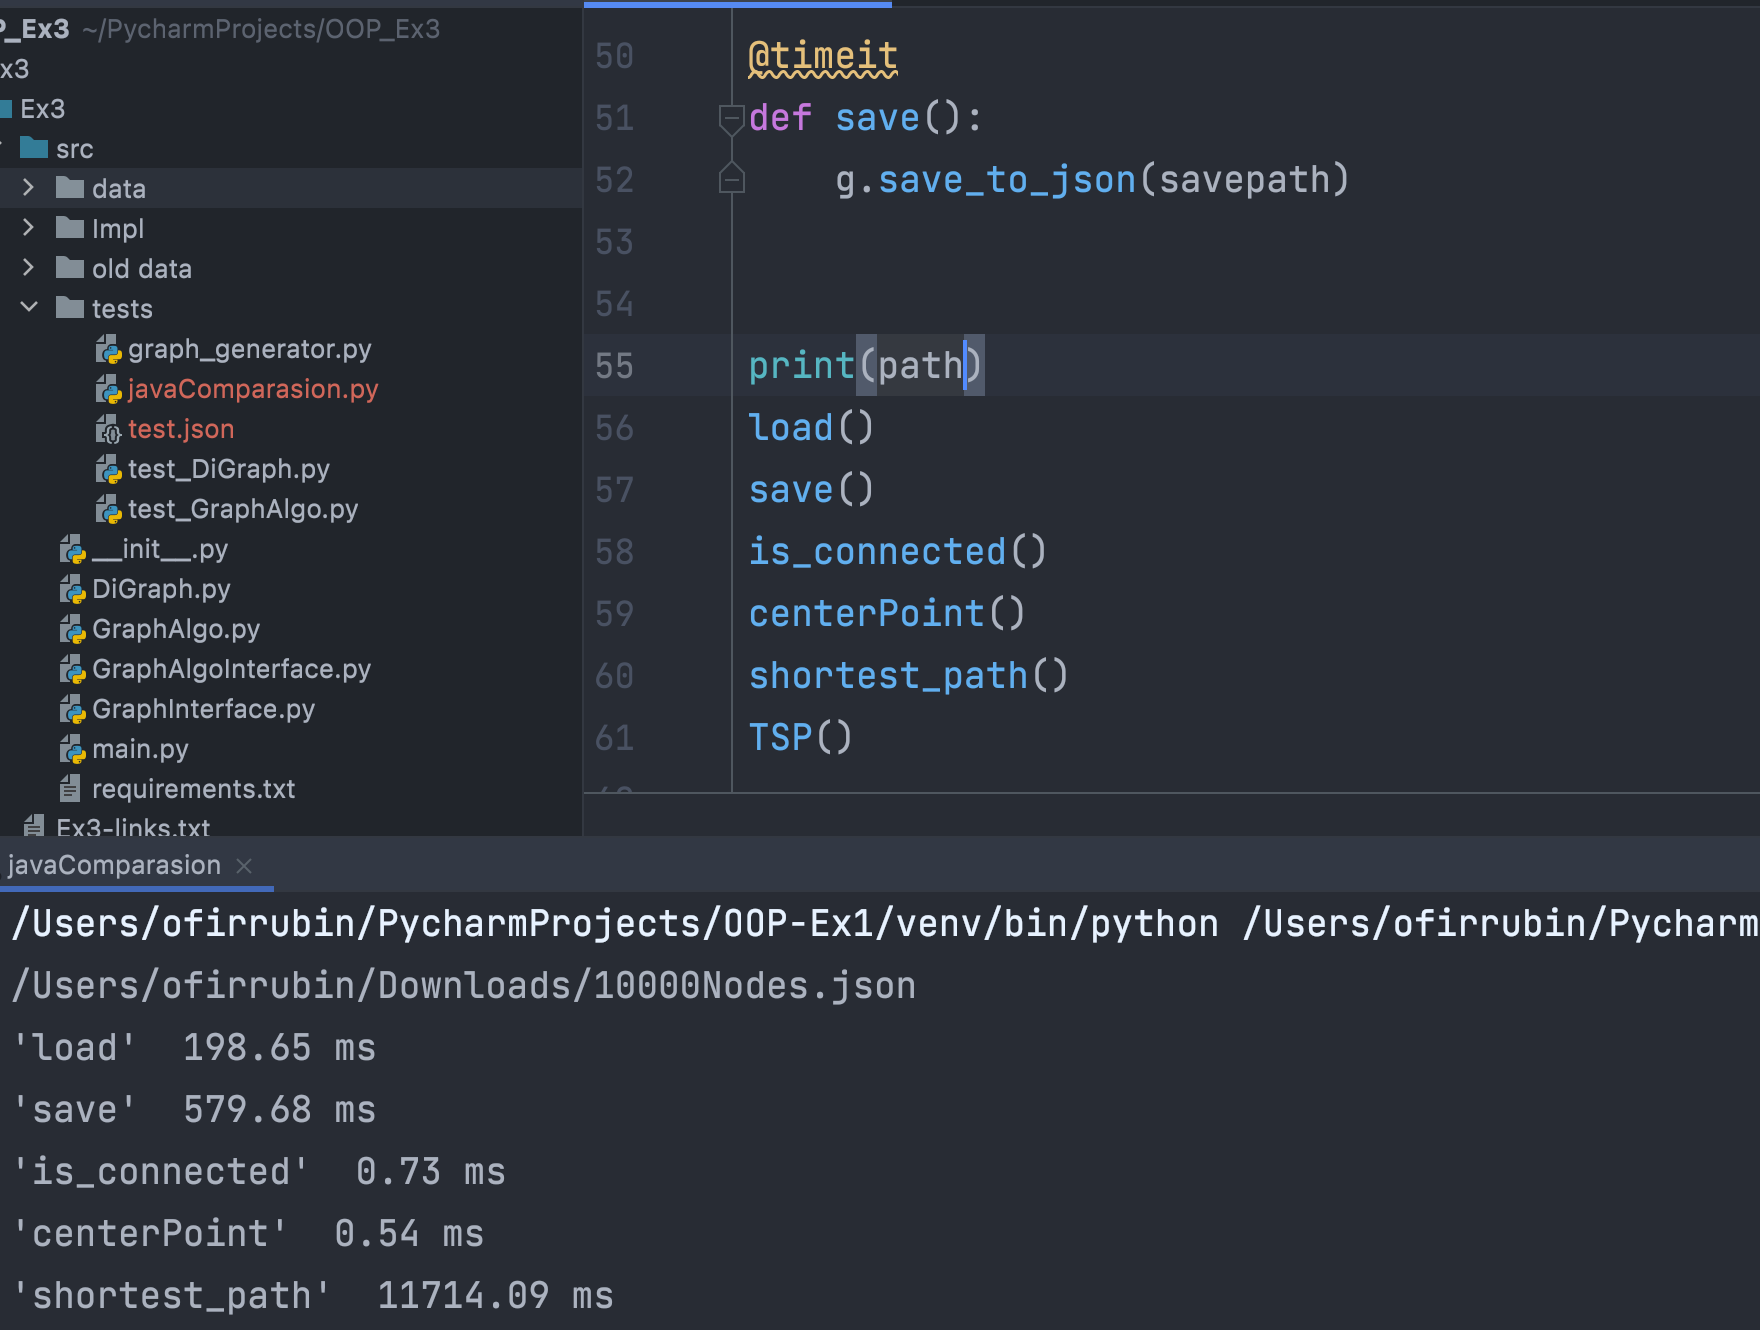 P_Ex3 ~/PycharmProjects/OOP_Ex3
x3
Ex3
src
data
Impl
old data
tests
graph_generator.py
javaComparasion.py
test.json
test_DiGraph.py
test_GraphAlgo.py
__init__.py
DiGraph.py
GraphAlgo.py
GraphAlgoInterface.py
GraphInterface.py
main.py
requirements.txt
Ex3-links.txt
50 @timeit
51 def save():
52 g.save_to_json(savepath)
53
54
55 print(path)
56 load()
57 save()
58 is_connected()
59 centerPoint()
60 shortest_path()
61 TSP()
javaComparasion
/Users/ofirrubin/PycharmProjects/OOP-Ex1/venv/bin/python /Users/ofirrubin/Pycharm
/Users/ofirrubin/Downloads/10000Nodes.json
'load'  198.65 ms
'save'  579.68 ms
'is_connected'  0.73 ms
'centerPoint'  0.54 ms
'shortest_path'  11714.09 ms